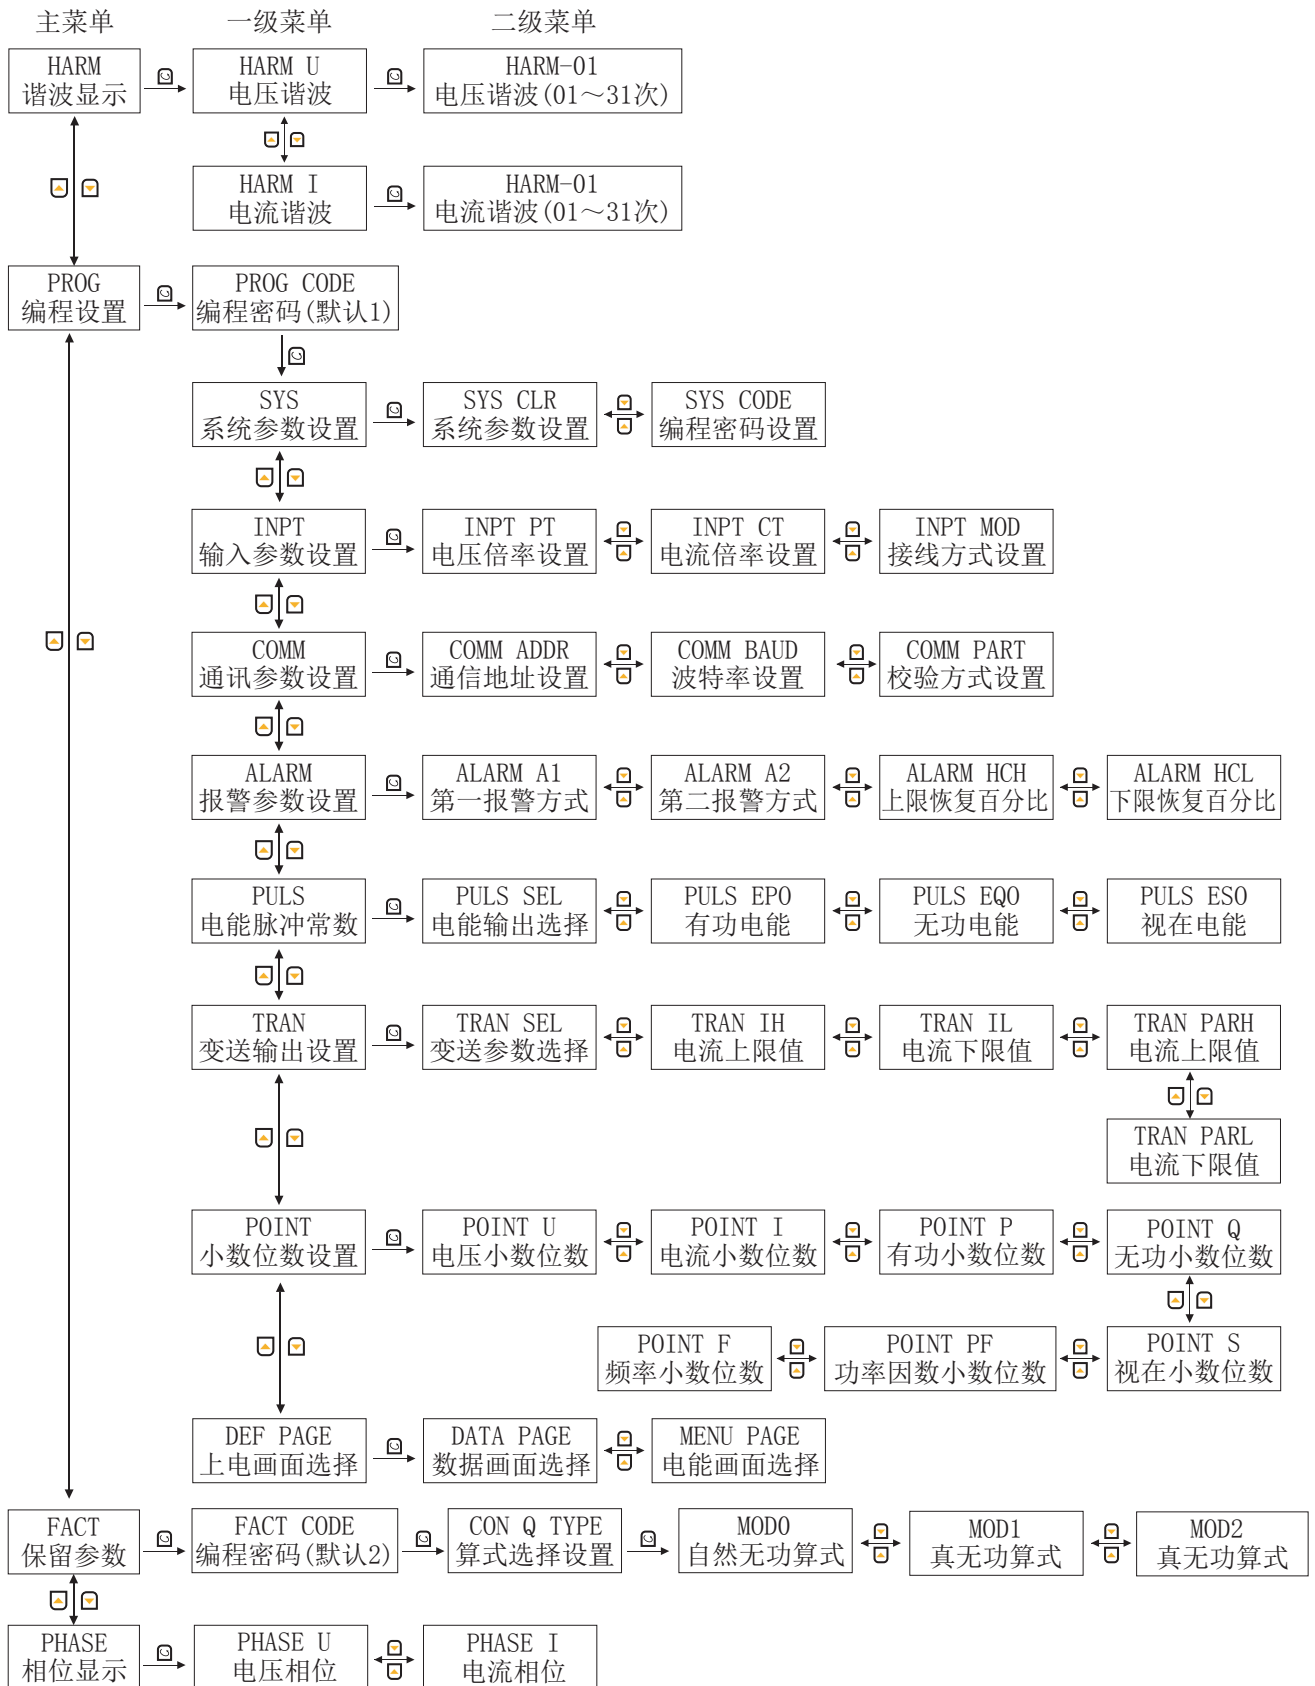 主菜单
一级菜单
二级菜单
HARM
谐波显示
HARM U
电压谐波
HARM-01
电压谐波(01～31次)
HARM I
电流谐波
HARM-01
电流谐波(01～31次)
PROG
编程设置
PROG CODE
编程密码(默认1)
SYS
系统参数设置
SYS CLR
系统参数设置
SYS CODE
编程密码设置
INPT
输入参数设置
INPT PT
电压倍率设置
INPT CT
电流倍率设置
INPT MOD
接线方式设置
COMM
通讯参数设置
COMM ADDR
通信地址设置
COMM BAUD
波特率设置
COMM PART
校验方式设置
ALARM
报警参数设置
ALARM A1
第一报警方式
ALARM A2
第二报警方式
ALARM HCH
上限恢复百分比
ALARM HCL
下限恢复百分比
PULS
电能脉冲常数
PULS SEL
电能输出选择
PULS EPO
有功电能
PULS EQO
无功电能
PULS ESO
视在电能
TRAN
变送输出设置
TRAN SEL
变送参数选择
TRAN IH
电流上限值
TRAN IL
电流下限值
TRAN PARH
电流上限值
TRAN PARL
电流下限值
POINT
小数位数设置
POINT U
电压小数位数
POINT I
电流小数位数
POINT P
有功小数位数
POINT Q
无功小数位数
POINT F
频率小数位数
POINT PF
功率因数小数位数
POINT S
视在小数位数
DEF PAGE
上电画面选择
DATA PAGE
数据画面选择
MENU PAGE
电能画面选择
FACT
保留参数
FACT CODE
编程密码(默认2)
CON Q TYPE
算式选择设置
MOD0
自然无功算式
MOD1
真无功算式
MOD2
真无功算式
PHASE
相位显示
PHASE U
电压相位
PHASE I
电流相位